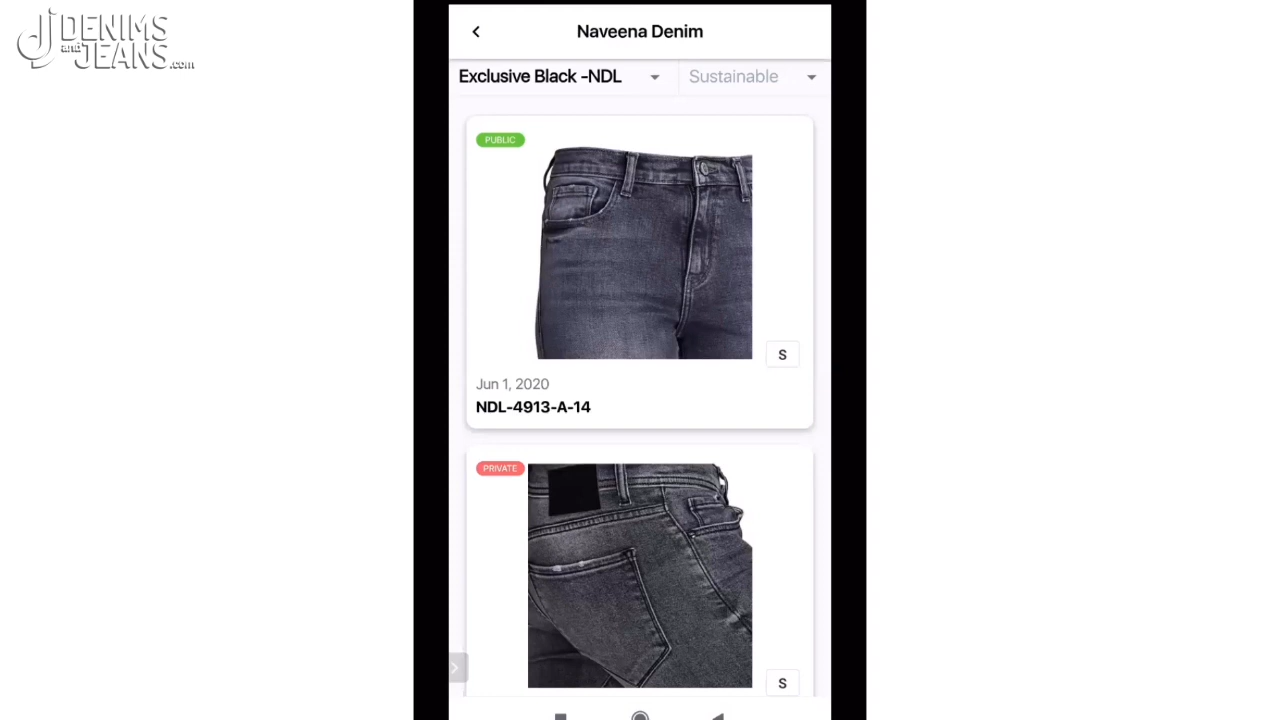 DENIMS
and
JEANS.com
Naveena Denim
Exclusive Black -NDL
Sustainable
PUBLIC
S
Jun 1, 2020
NDL-4913-A-14
PRIVATE
S